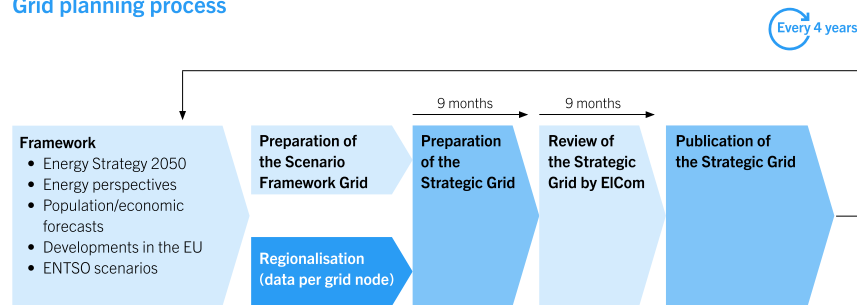 Grid planning process
Every 4 years
9 months
9 months
Framework
• Energy Strategy 2050
• Energy perspectives
• Population/economic
forecasts
• Developments in the EU
• ENTSO scenarios
Preparation of
the Scenario
Framework Grid
Regionalisation
(data per grid node)
Preparation
of the
Strategic Grid
Review of
the Strategic
Grid by ElCom
Publication of
the Strategic Grid